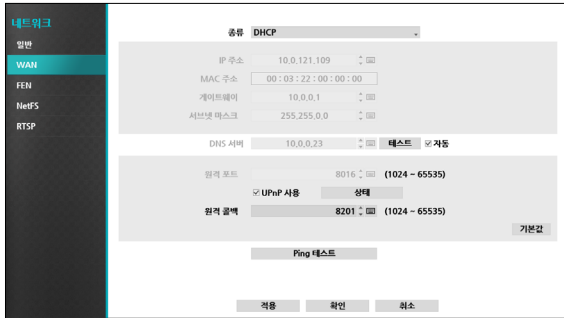 네트워크
일반
WAN
FEN
NetFS
RTSP
종류 DHCP
IP 주소 10.0.121.109
MAC 주소 00 : 03 : 22 : 00 : 00 : 00
게이트웨이 10.0.0.1
서브넷 마스크 255.255.0.0
DNS 서버 10.0.0.23 테스트 자동
원격 포트 8016 (1024 - 65535)
UPnP 사용 상태
원격 콜백 8201 (1024 - 65535)
기본값
Ping 테스트
적용 확인 취소